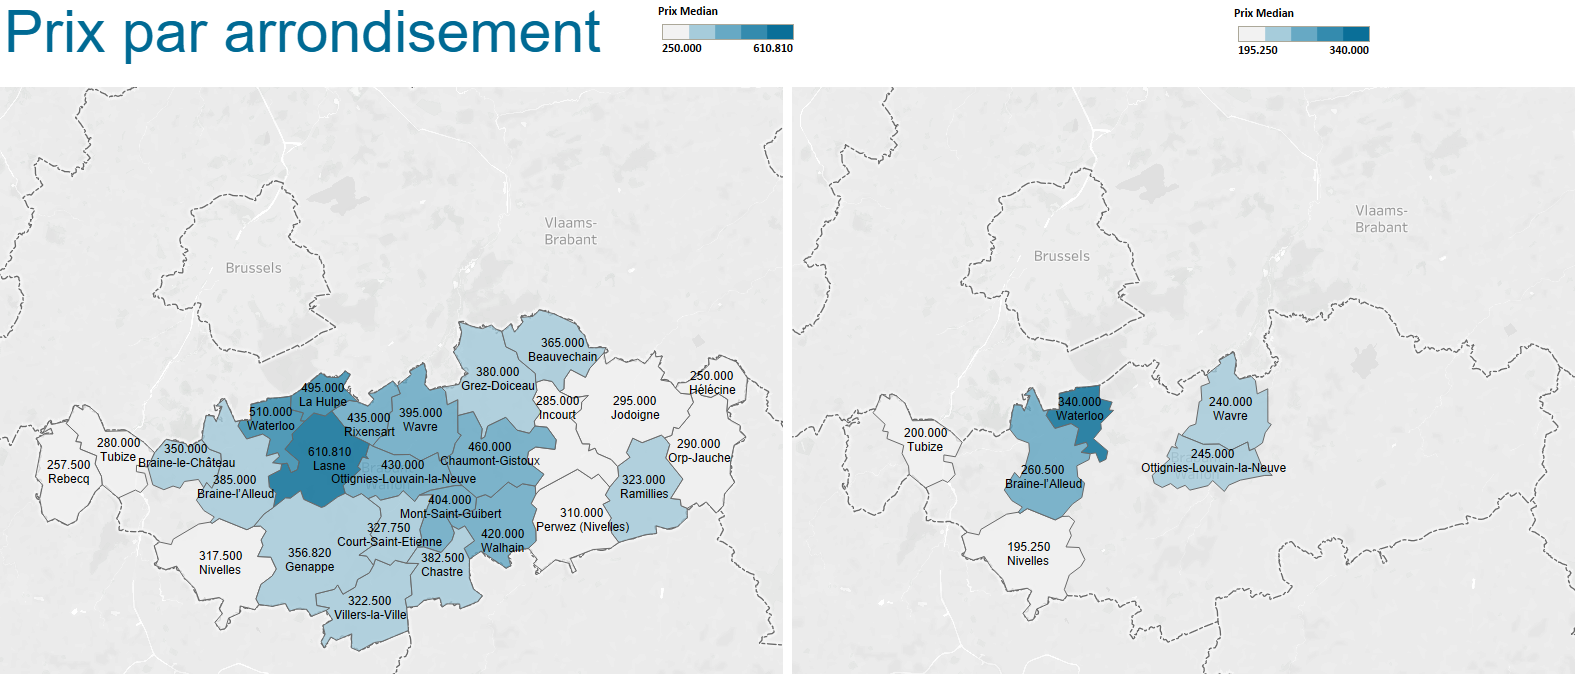 Prix par arrondisement
Prix Median
250.000 610.810
Prix Median
195.250 340.000
Vlaams-
Brabant
Brussels
365.000
Beauvechain
380.000
Grez-Doiceau
250.000
Hélécine
495.000
La Hulpe
285.000
Incourt
295.000
Jodoigne
510.000
Waterloo
435.000
Rixensart
395.000
Wavre
280.000
Tubize
350.000
Braine-le-Château
610.810
Lasne
460.000
Chaumont-Gistoux
290.000
Orp-Jauche
257.500
Rebecq
430.000
Ottignies-Louvain-la-Neuve
385.000
Braine-l'Alleud
323.000
Ramillies
404.000
Mont-Saint-Guibert
310.000
Perwez (Nivelles)
327.750
Court-Saint-Etienne
420.000
Walhain
317.500
Nivelles
356.820
Genappe
382.500
Chastre
322.500
Villers-la-Ville
Vlaams-
Brabant
Brussels
340.000
Waterloo
240.000
Wavre
200.000
Tubize
245.000
Ottignies-Louvain-la-Neuve
260.500
Braine-l'Alleud
195.250
Nivelles